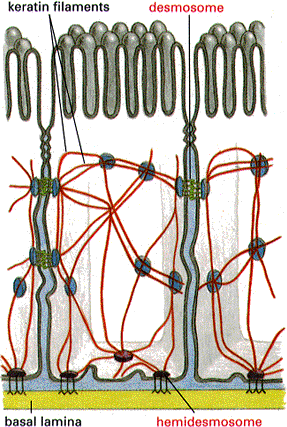 keratin filaments
desmosome
basal lamina
hemidesmosome